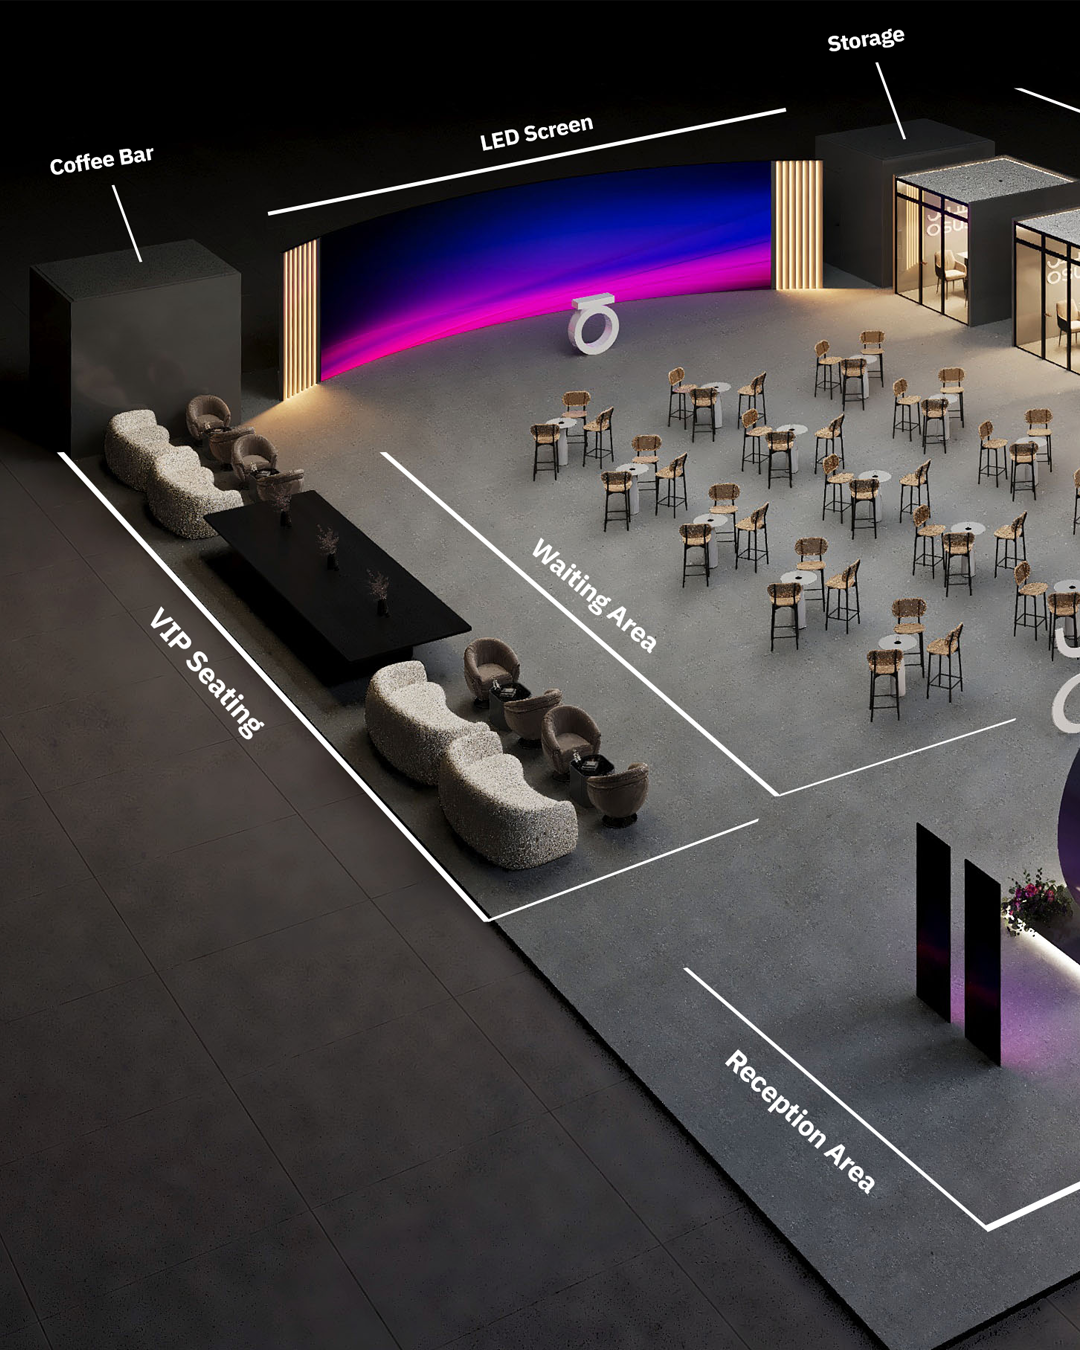 Storage
LED Screen
Coffee Bar
Waiting Area
VIP Seating
Reception Area